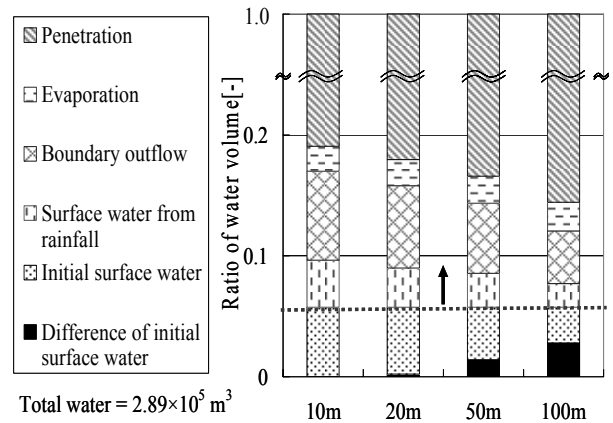 Penetration
Evaporation
Boundary outflow
Surface water from
rainfall
Initial surface water
Difference of initial
surface water
Total water = 2.89×10⁵ m³
Ratio of water volume[-]
1.0
0.2
0.1
0
10m 20m 50m 100m